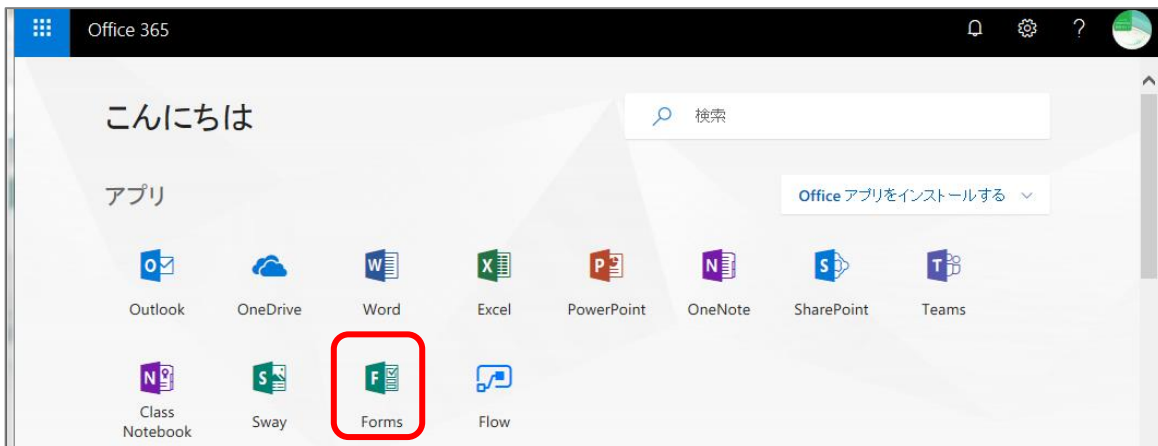 Office 365
こんにちは
検索
アプリ
Office アプリをインストールする
Outlook
OneDrive
Word
Excel
PowerPoint
OneNote
SharePoint
Teams
Class
Notebook
Sway
Forms
Flow